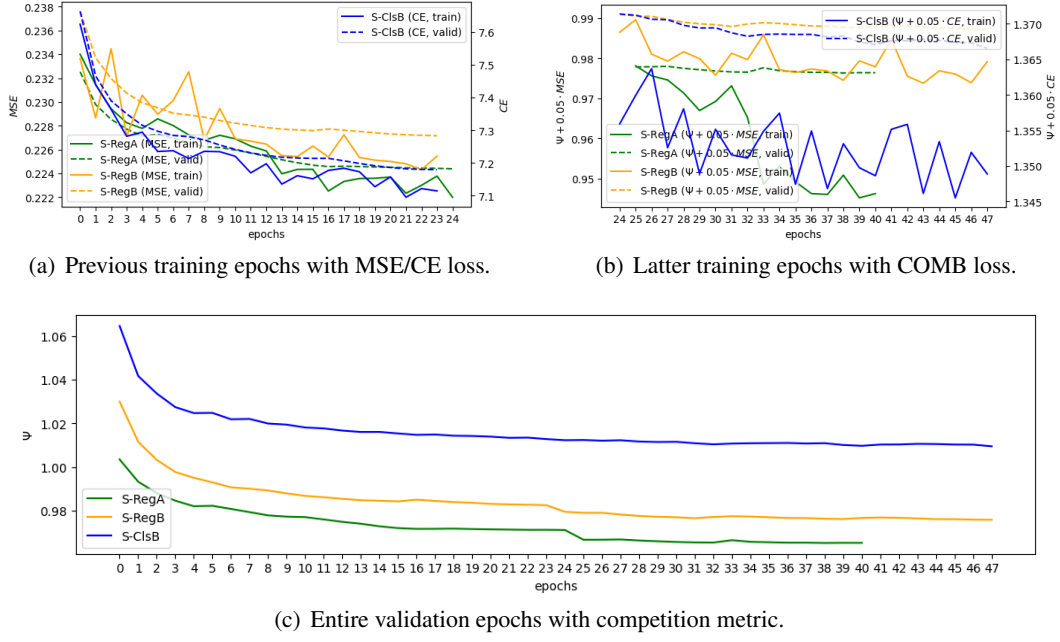 0.238
0.236
0.234
0.232
0.230
0.228
0.226
0.224
0.222
MSE
S-ClsB (CE, train)
S-ClsB (CE, valid)
S-RegA (MSE, train)
S-RegA (MSE, valid)
S-RegB (MSE, train)
S-RegB (MSE, valid)
7.6
7.5
7.4
7.3
7.2
7.1
CE
0 1 2 3 4 5 6 7 8 9 10 11 12 13 14 15 16 17 18 19 20 21 22 23 24
epochs
(a) Previous training epochs with MSE/CE loss.
0.99
0.98
0.97
0.96
0.95
Ψ + 0.05 · MSE
S-ClsB (Ψ + 0.05 · CE, train)
S-ClsB (Ψ + 0.05 · CE, valid)
S-RegA (Ψ + 0.05 · MSE, train)
S-RegA (Ψ + 0.05 · MSE, valid)
S-RegB (Ψ + 0.05 · MSE, train)
S-RegB (Ψ + 0.05 · MSE, valid)
1.370
1.365
1.360
1.355
1.350
1.345
Ψ + 0.05 · CE
24 25 26 27 28 29 30 31 32 33 34 35 36 37 38 39 40 41 42 43 44 45 46 47
epochs
(b) Latter training epochs with COMB loss.
1.06
1.04
1.02
1.00
0.98
Ψ
S-RegA
S-RegB
S-ClsB
0 1 2 3 4 5 6 7 8 9 10 11 12 13 14 15 16 17 18 19 20 21 22 23 24 25 26 27 28 29 30 31 32 33 34 35 36 37 38 39 40 41 42 43 44 45 46 47
epochs
(c) Entire validation epochs with competition metric.